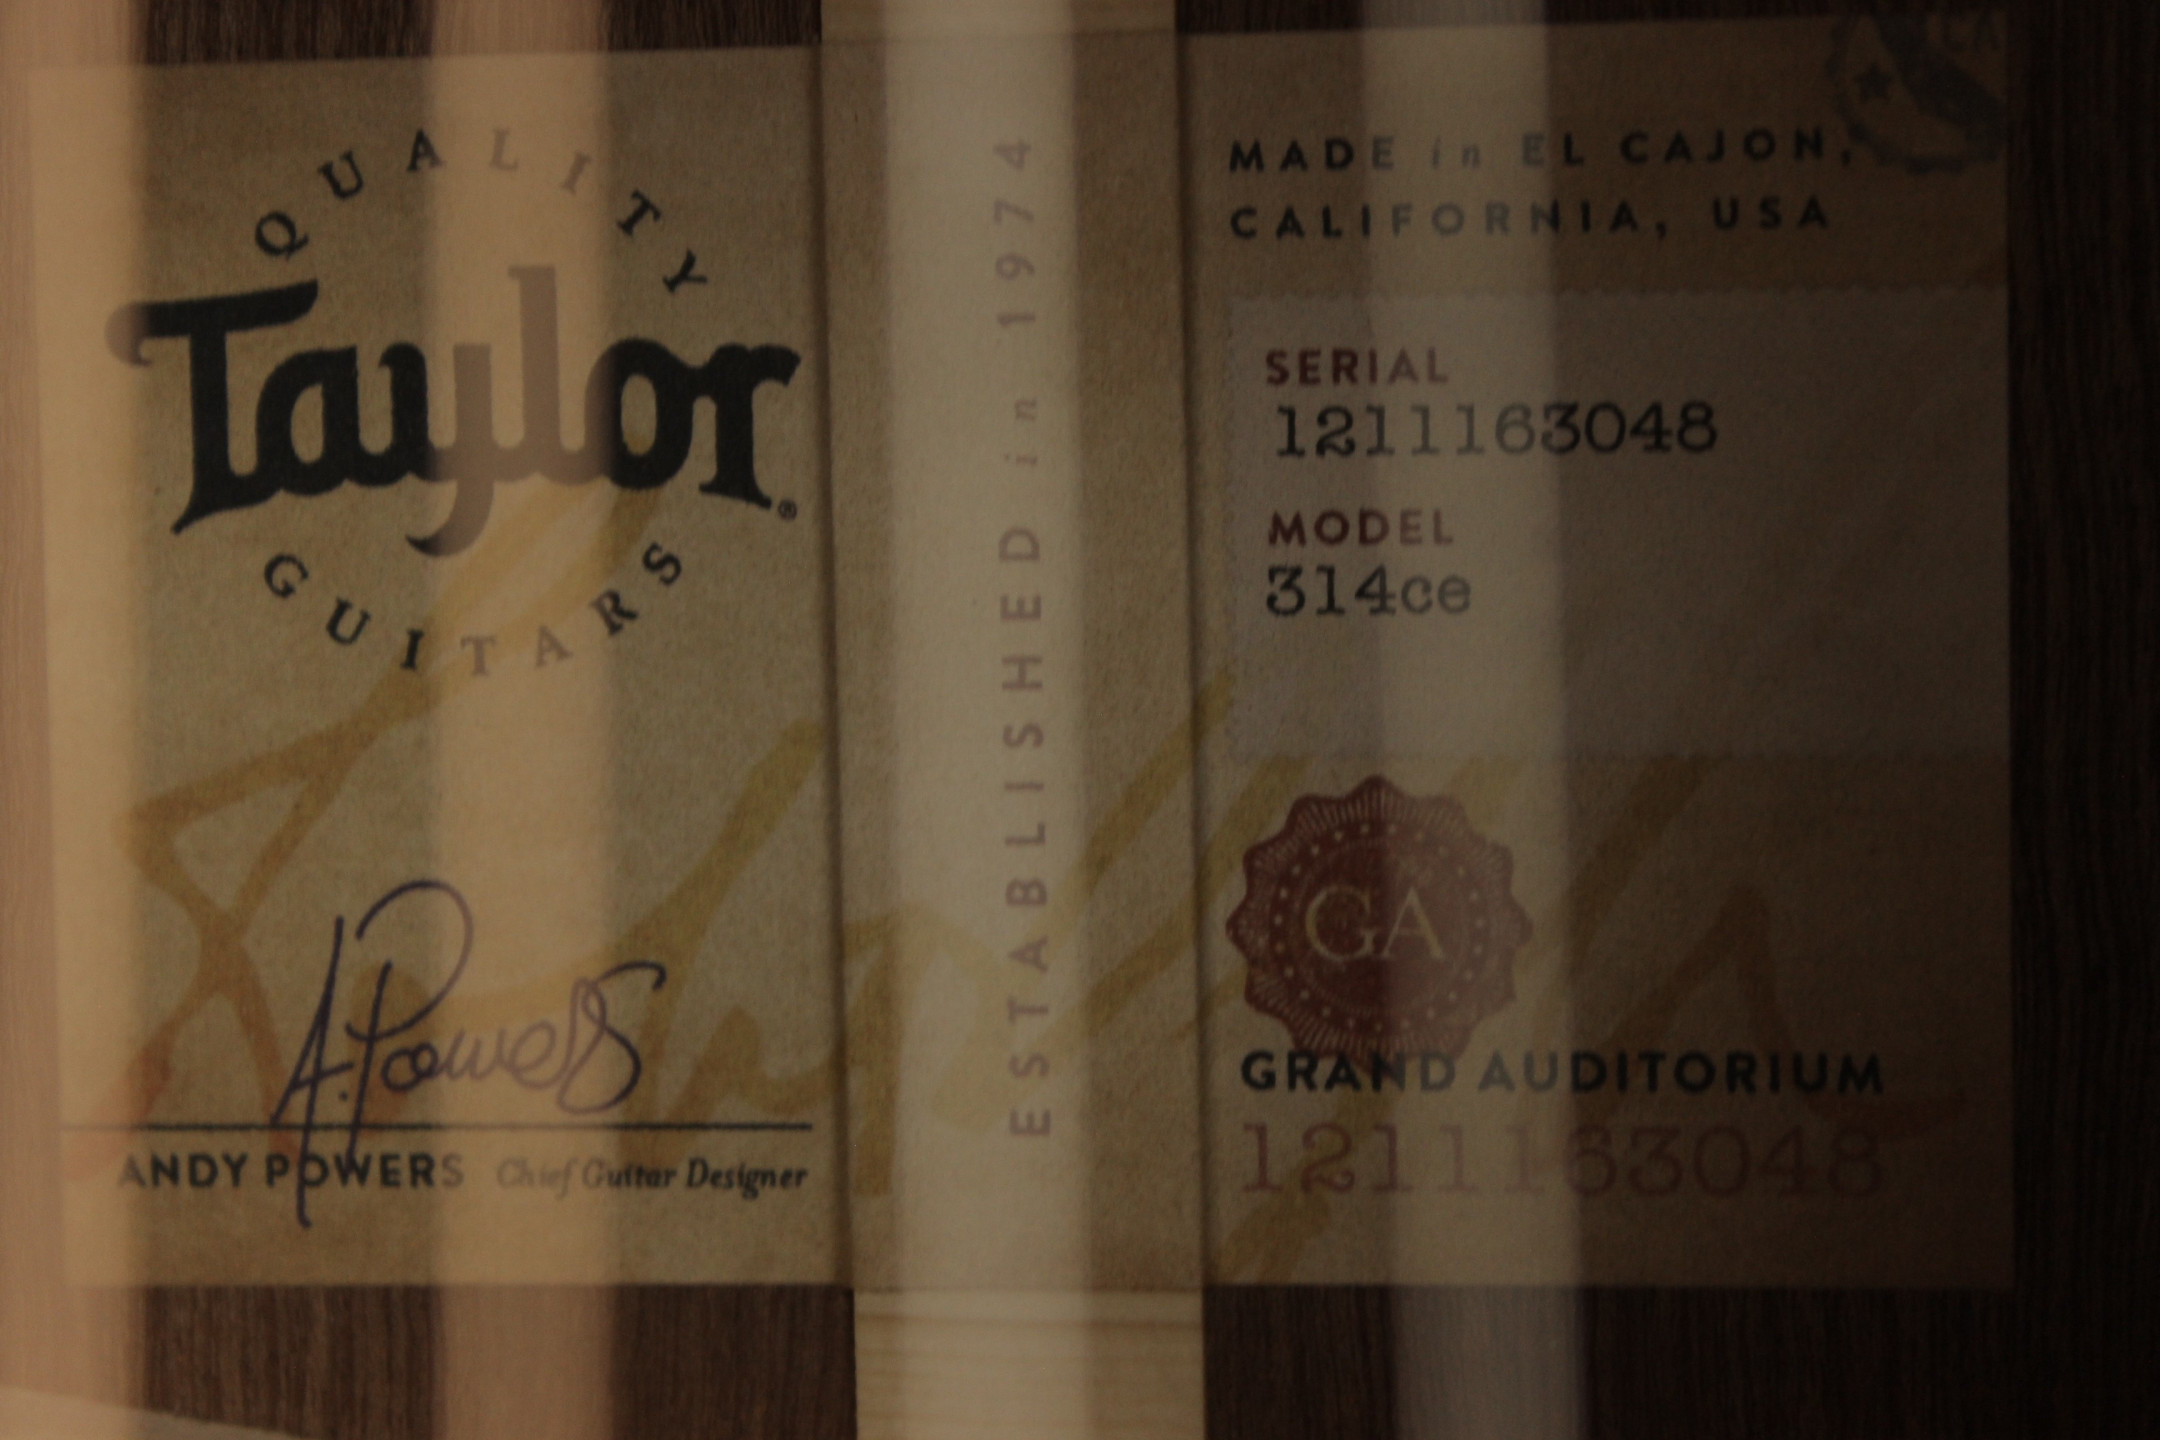 QUALITY
Taylor®
GUITARS
A. Powers
ANDY POWERS Chief Guitar Designer
ESTABLISHED in 1974
CA
MADE in EL CAJON,
CALIFORNIA, USA
SERIAL
1211163048
MODEL
314ce
GA
GRAND AUDITORIUM
1211163048